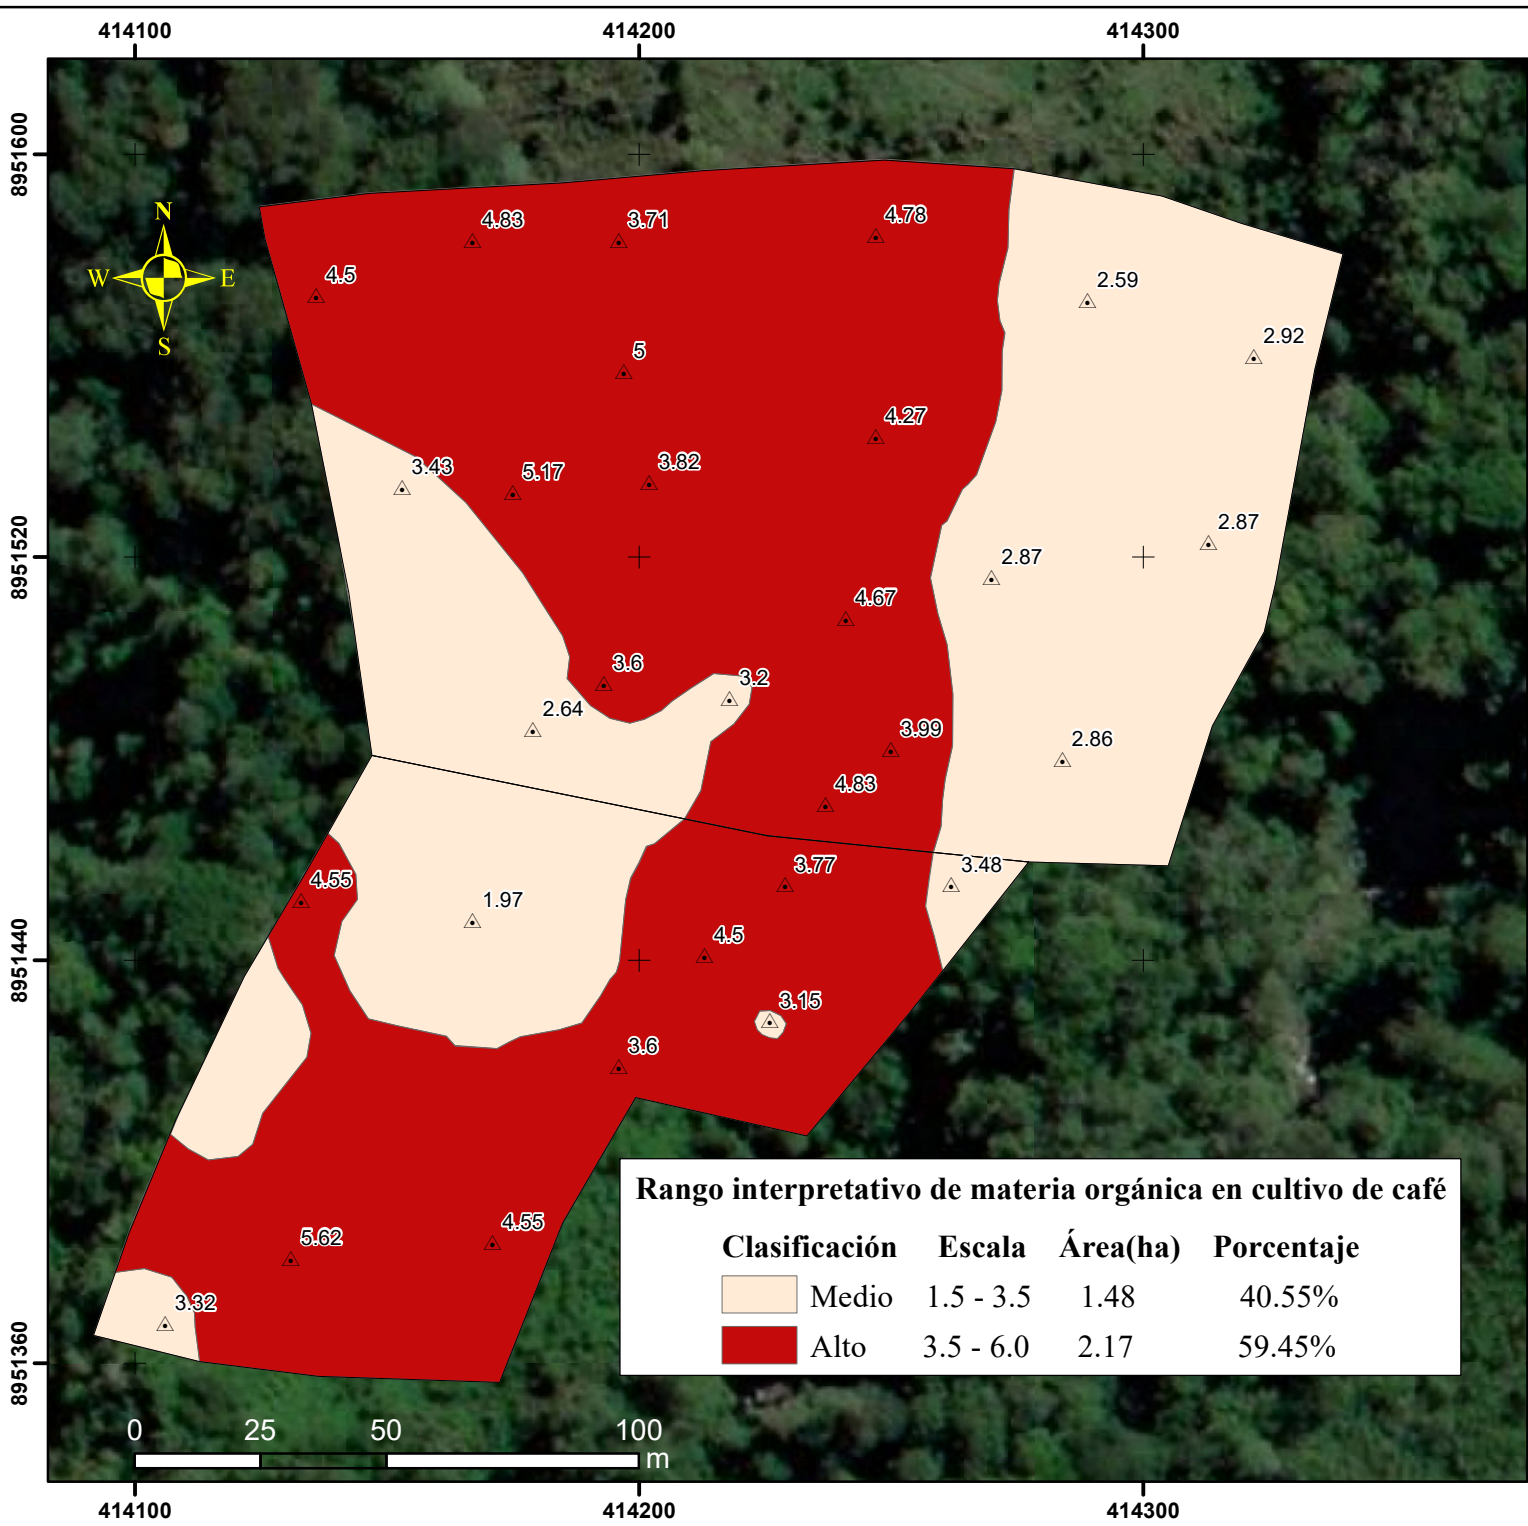 414100 414200 414300
8951600
N
W E
S
4.83 3.71 4.78
4.5 2.59
5 2.92
4.27
3.43 5.17 3.82
8951520
2.87
2.87
4.67
3.6 3.2
2.64 3.99
2.86
4.83
3.77 3.48
4.55 1.97
4.5
8951440
3.15
3.6
4.55
5.62
3.32
8951360
Rango interpretativo de materia orgánica en cultivo de café
Clasificación Escala Área(ha) Porcentaje
Medio 1.5 - 3.5 1.48 40.55%
Alto 3.5 - 6.0 2.17 59.45%
0 25 50 100
m
414100 414200 414300